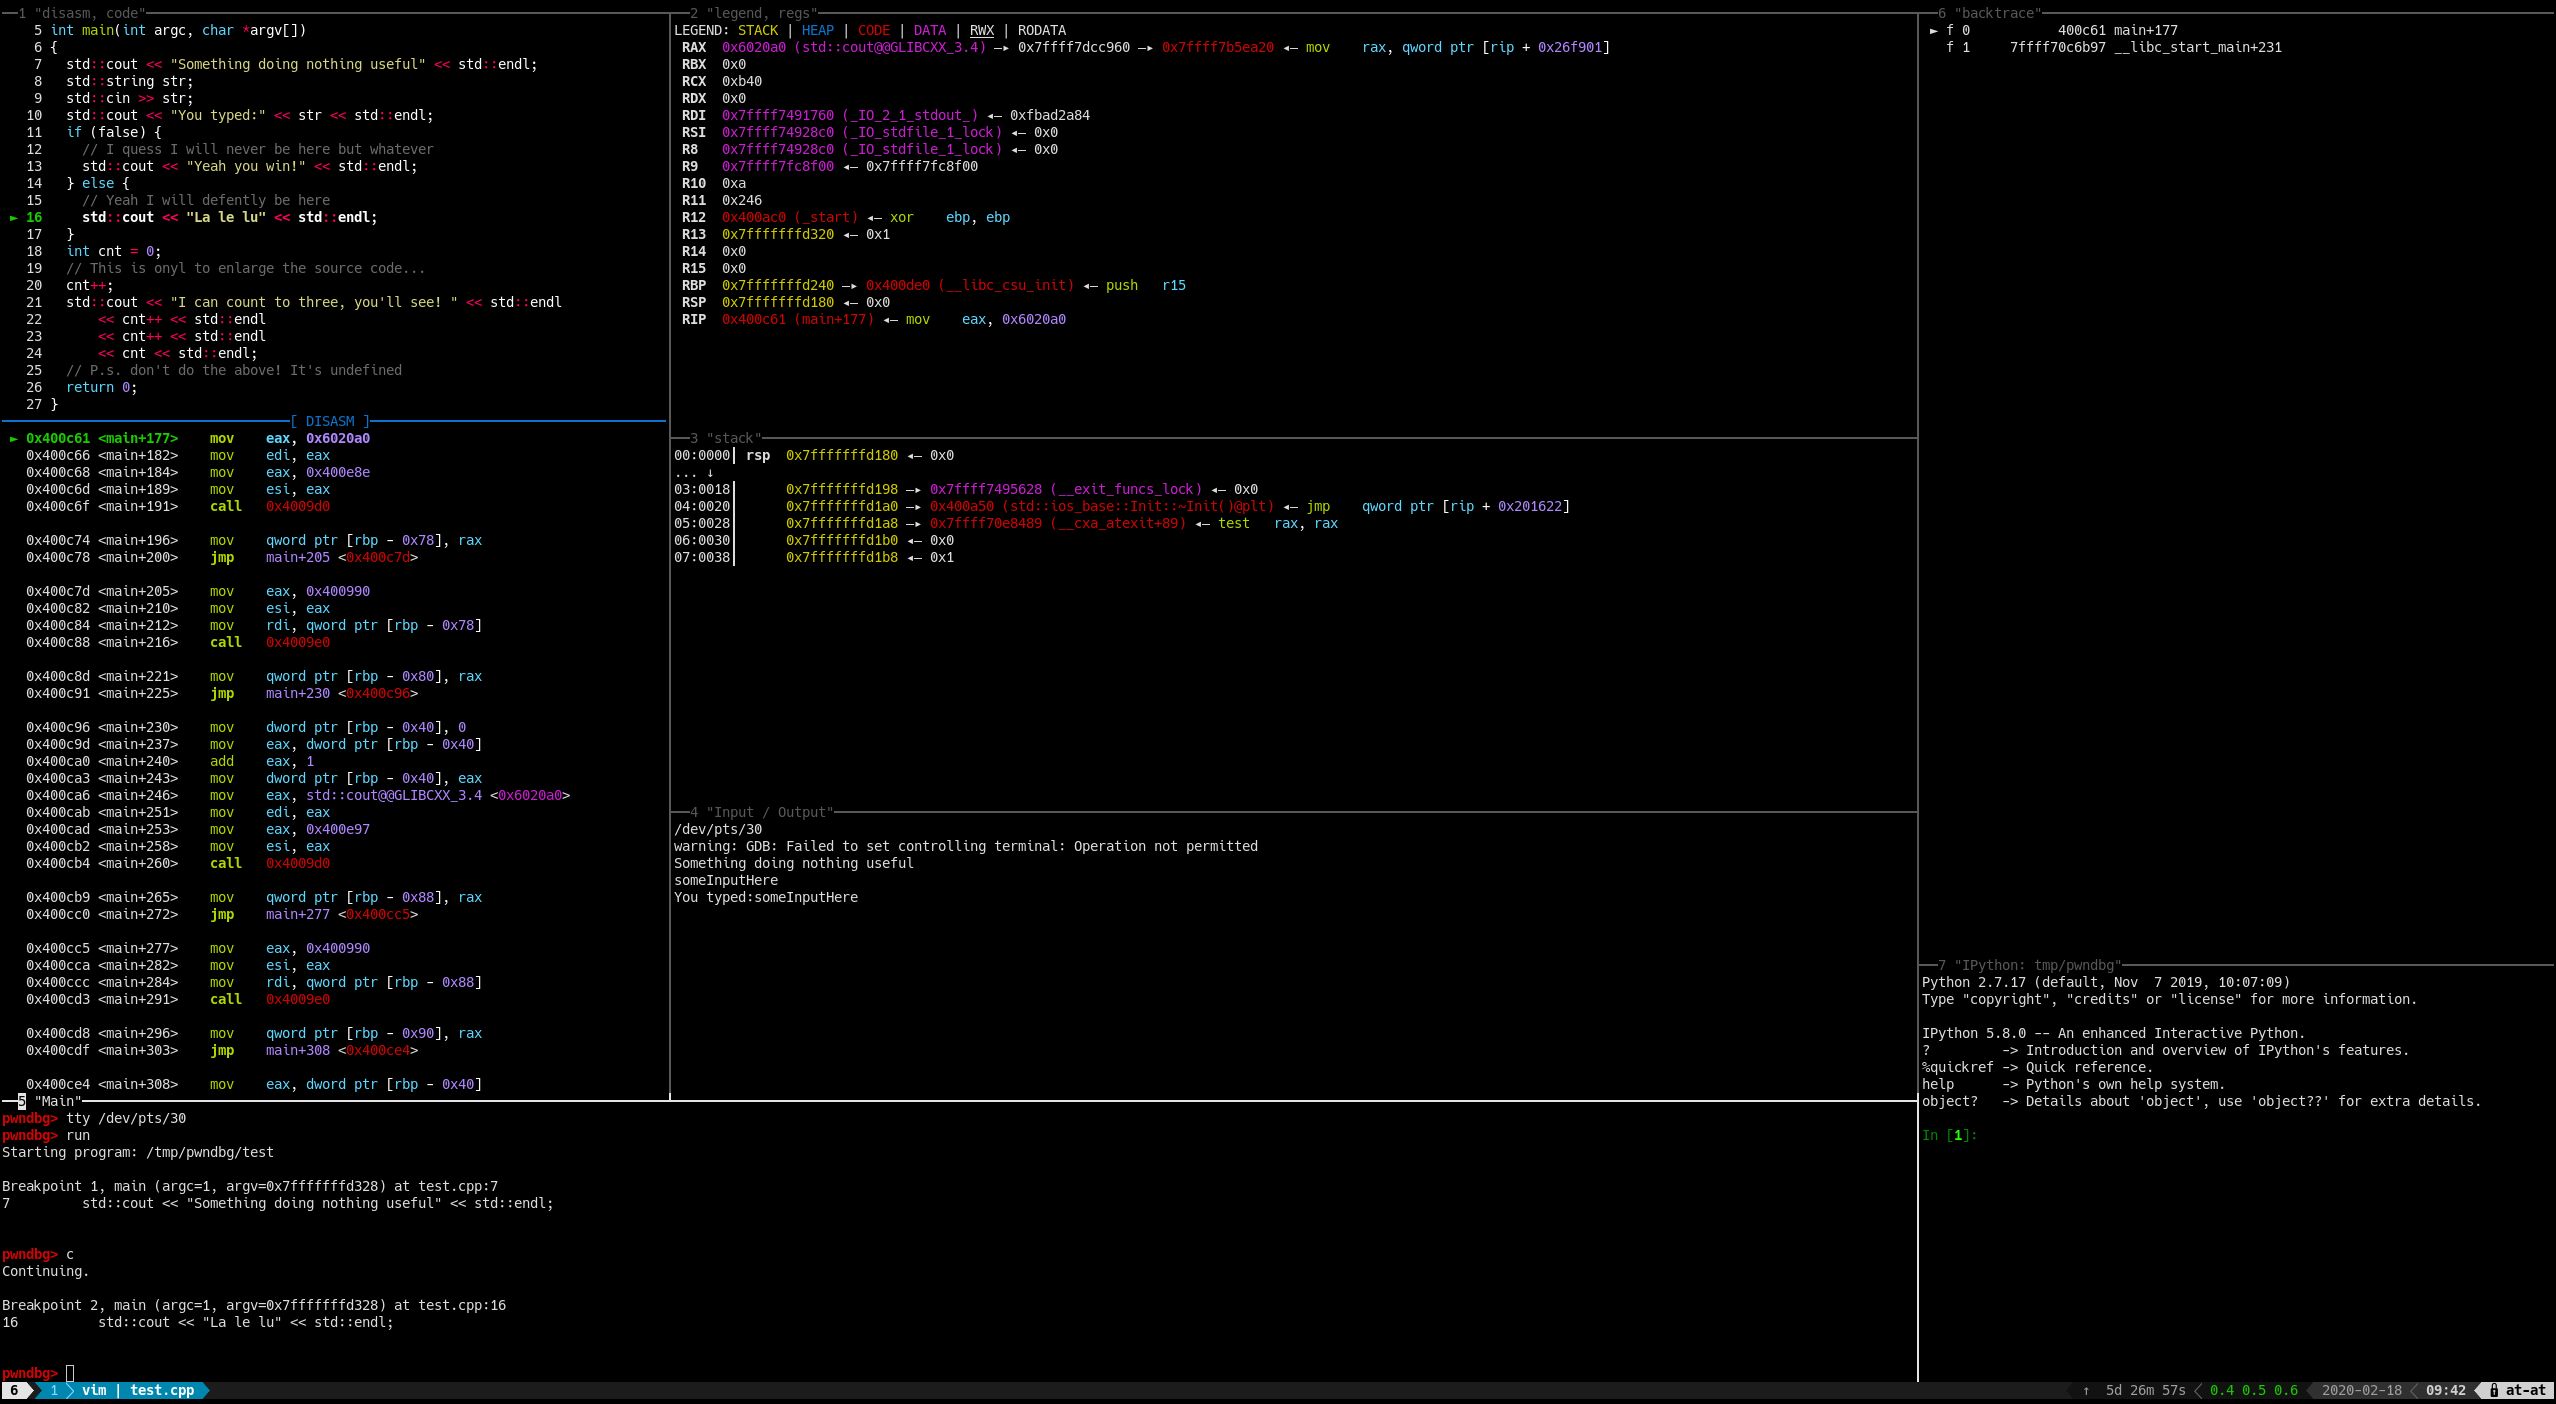 1 "disasm, code"
5 int main(int argc, char *argv[])
6 {
7   std::cout << "Something doing nothing useful" << std::endl;
8   std::string str;
9   std::cin >> str;
10   std::cout << "You typed:" << str << std::endl;
11   if (false) {
12     // I quess I will never be here but whatever
13     std::cout << "Yeah you win!" << std::endl;
14   } else {
15     // Yeah I will defently be here
► 16     std::cout << "La le lu" << std::endl;
17   }
18   int cnt = 0;
19   // This is onyl to enlarge the source code...
20   cnt++;
21   std::cout << "I can count to three, you'll see! " << std::endl
22       << cnt++ << std::endl
23       << cnt++ << std::endl
24       << cnt << std::endl;
25   // P.s. don't do the above! It's undefined
26   return 0;
27 }
[ DISASM ]
► 0x400c61 <main+177>    mov    eax, 0x6020a0
0x400c66 <main+182>    mov    edi, eax
0x400c68 <main+184>    mov    eax, 0x400e8e
0x400c6d <main+189>    mov    esi, eax
0x400c6f <main+191>    call   0x4009d0
0x400c74 <main+196>    mov    qword ptr [rbp - 0x78], rax
0x400c78 <main+200>    jmp    main+205 <0x400c7d>
0x400c7d <main+205>    mov    eax, 0x400990
0x400c82 <main+210>    mov    esi, eax
0x400c84 <main+212>    mov    rdi, qword ptr [rbp - 0x78]
0x400c88 <main+216>    call   0x4009e0
0x400c8d <main+221>    mov    qword ptr [rbp - 0x80], rax
0x400c91 <main+225>    jmp    main+230 <0x400c96>
0x400c96 <main+230>    mov    dword ptr [rbp - 0x40], 0
0x400c9d <main+237>    mov    eax, dword ptr [rbp - 0x40]
0x400ca0 <main+240>    add    eax, 1
0x400ca3 <main+243>    mov    dword ptr [rbp - 0x40], eax
0x400ca6 <main+246>    mov    eax, std::cout@@GLIBCXX_3.4 <0x6020a0>
0x400cab <main+251>    mov    edi, eax
0x400cad <main+253>    mov    eax, 0x400e97
0x400cb2 <main+258>    mov    esi, eax
0x400cb4 <main+260>    call   0x4009d0
0x400cb9 <main+265>    mov    qword ptr [rbp - 0x88], rax
0x400cc0 <main+272>    jmp    main+277 <0x400cc5>
0x400cc5 <main+277>    mov    eax, 0x400990
0x400cca <main+282>    mov    esi, eax
0x400ccc <main+284>    mov    rdi, qword ptr [rbp - 0x88]
0x400cd3 <main+291>    call   0x4009e0
0x400cd8 <main+296>    mov    qword ptr [rbp - 0x90], rax
0x400cdf <main+303>    jmp    main+308 <0x400ce4>
0x400ce4 <main+308>    mov    eax, dword ptr [rbp - 0x40]
2 "legend, regs"
LEGEND: STACK | HEAP | CODE | DATA | RWX | RODATA
RAX  0x6020a0 (std::cout@@GLIBCXX_3.4) —▸ 0x7ffff7dcc960 —▸ 0x7ffff7b5ea20 ◂— mov    rax, qword ptr [rip + 0x26f901]
RBX  0x0
RCX  0xb40
RDX  0x0
RDI  0x7ffff7491760 (_IO_2_1_stdout_) ◂— 0xfbad2a84
RSI  0x7ffff74928c0 (_IO_stdfile_1_lock) ◂— 0x0
R8   0x7ffff74928c0 (_IO_stdfile_1_lock) ◂— 0x0
R9   0x7ffff7fc8f00 ◂— 0x7ffff7fc8f00
R10  0xa
R11  0x246
R12  0x400ac0 (_start) ◂— xor    ebp, ebp
R13  0x7fffffffd320 ◂— 0x1
R14  0x0
R15  0x0
RBP  0x7fffffffd240 —▸ 0x400de0 (__libc_csu_init) ◂— push   r15
RSP  0x7fffffffd180 ◂— 0x0
RIP  0x400c61 (main+177) ◂— mov    eax, 0x6020a0
3 "stack"
00:0000│ rsp  0x7fffffffd180 ◂— 0x0
... ↓
03:0018│      0x7fffffffd198 —▸ 0x7ffff7495628 (__exit_funcs_lock) ◂— 0x0
04:0020│      0x7fffffffd1a0 —▸ 0x400a50 (std::ios_base::Init::~Init()@plt) ◂— jmp    qword ptr [rip + 0x201622]
05:0028│      0x7fffffffd1a8 —▸ 0x7ffff70e8489 (__cxa_atexit+89) ◂— test   rax, rax
06:0030│      0x7fffffffd1b0 ◂— 0x0
07:0038│      0x7fffffffd1b8 ◂— 0x1
4 "Input / Output"
/dev/pts/30
warning: GDB: Failed to set controlling terminal: Operation not permitted
Something doing nothing useful
someInputHere
You typed:someInputHere
5 "Main"
pwndbg> tty /dev/pts/30
pwndbg> run
Starting program: /tmp/pwndbg/test
Breakpoint 1, main (argc=1, argv=0x7fffffffd328) at test.cpp:7
7         std::cout << "Something doing nothing useful" << std::endl;
pwndbg> c
Continuing.
Breakpoint 2, main (argc=1, argv=0x7fffffffd328) at test.cpp:16
16          std::cout << "La le lu" << std::endl;
pwndbg>
6 "backtrace"
► f 0           400c61 main+177
f 1     7ffff70c6b97 __libc_start_main+231
7 "IPython: tmp/pwndbg"
Python 2.7.17 (default, Nov  7 2019, 10:07:09)
Type "copyright", "credits" or "license" for more information.
IPython 5.8.0 -- An enhanced Interactive Python.
?         -> Introduction and overview of IPython's features.
%quickref -> Quick reference.
help      -> Python's own help system.
object?   -> Details about 'object', use 'object??' for extra details.
In [1]:
6  1  vim | test.cpp
↑  5d 26m 57s  0.4 0.5 0.6  2020-02-18  09:42  at-at